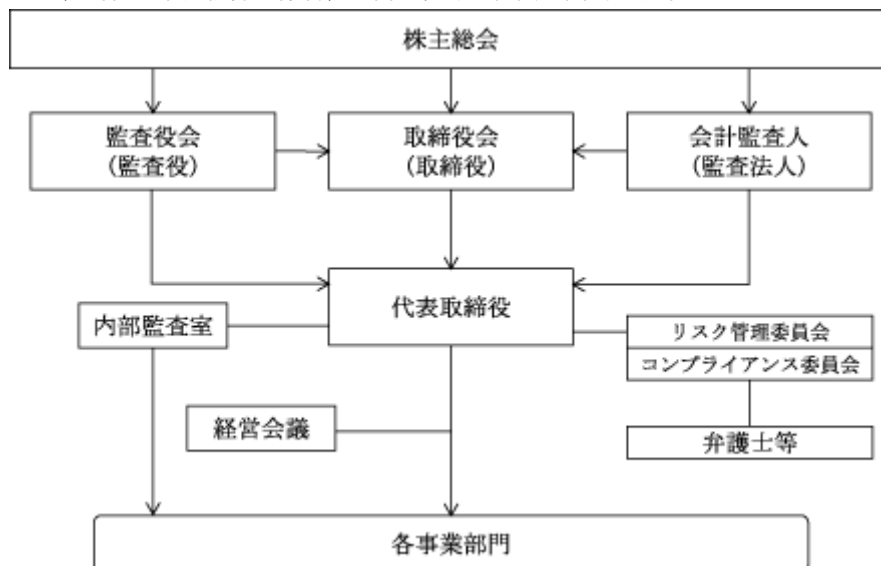 株主総会
監査役会
(監査役)
取締役会
(取締役)
会計監査人
(監査法人)
代表取締役
内部監査室
リスク管理委員会
コンプライアンス委員会
経営会議
弁護士等
各事業部門